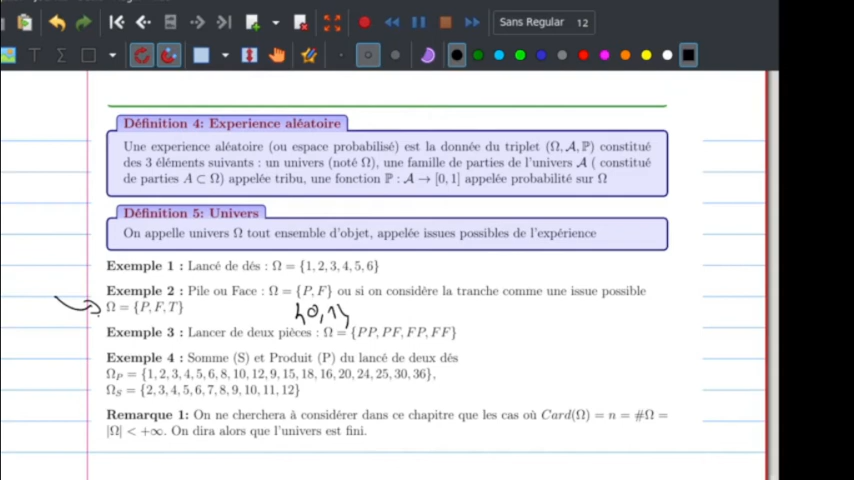 Sans Regular 12
Définition 4: Experience aléatoire
Une experience aléatoire (ou espace probabilisé) est la donnée du triplet (Ω, 𝒜, ℙ) constitué
des 3 éléments suivants : un univers (noté Ω), une famille de parties de l'univers 𝒜 ( constitué
de parties A ⊂ Ω) appelée tribu, une fonction ℙ : 𝒜 → [0, 1] appelée probabilité sur Ω
Définition 5: Univers
On appelle univers Ω tout ensemble d'objet, appelée issues possibles de l'expérience
Exemple 1 : Lancé de dés : Ω = {1, 2, 3, 4, 5, 6}
Exemple 2 : Pile ou Face : Ω = {P, F} ou si on considère la tranche comme une issue possible
Ω = {P, F, T}
{0, 1}
Exemple 3 : Lancer de deux pièces : Ω = {PP, PF, FP, FF}
Exemple 4 : Somme (S) et Produit (P) du lancé de deux dés
Ω_P = {1, 2, 3, 4, 5, 6, 8, 10, 12, 9, 15, 18, 16, 20, 24, 25, 30, 36},
Ω_S = {2, 3, 4, 5, 6, 7, 8, 9, 10, 11, 12}
Remarque 1: On ne cherchera à considérer dans ce chapitre que les cas où Card(Ω) = n = #Ω =
|Ω| < +∞. On dira alors que l'univers est fini.